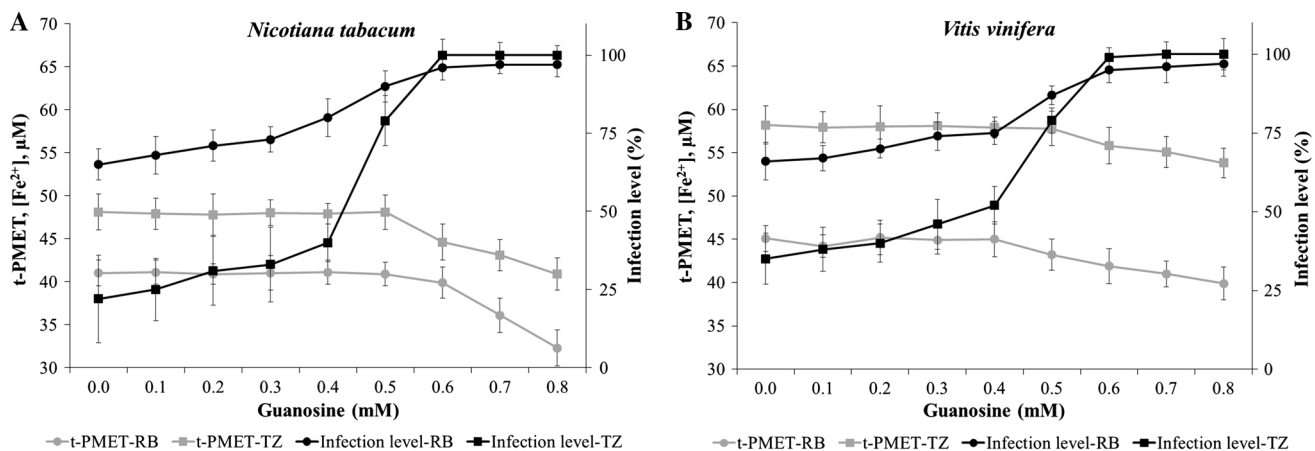 A
Nicotiana tabacum
70
65
60
55
50
45
40
35
30
t-PMET, [Fe²⁺], µM)
100
75
50
25
0
Infection level (%)
0.0 0.1 0.2 0.3 0.4 0.5 0.6 0.7 0.8
Guanosine (mM)
t-PMET-RB t-PMET-TZ Infection level-RB Infection level-TZ
B
Vitis vinifera
70
65
60
55
50
45
40
35
30
t-PMET, [Fe²⁺], µM)
100
75
50
25
0
Infection level (%)
0.0 0.1 0.2 0.3 0.4 0.5 0.6 0.7 0.8
Guanosine (mM)
t-PMET-RB t-PMET-TZ Infection level-RB Infection level-TZ